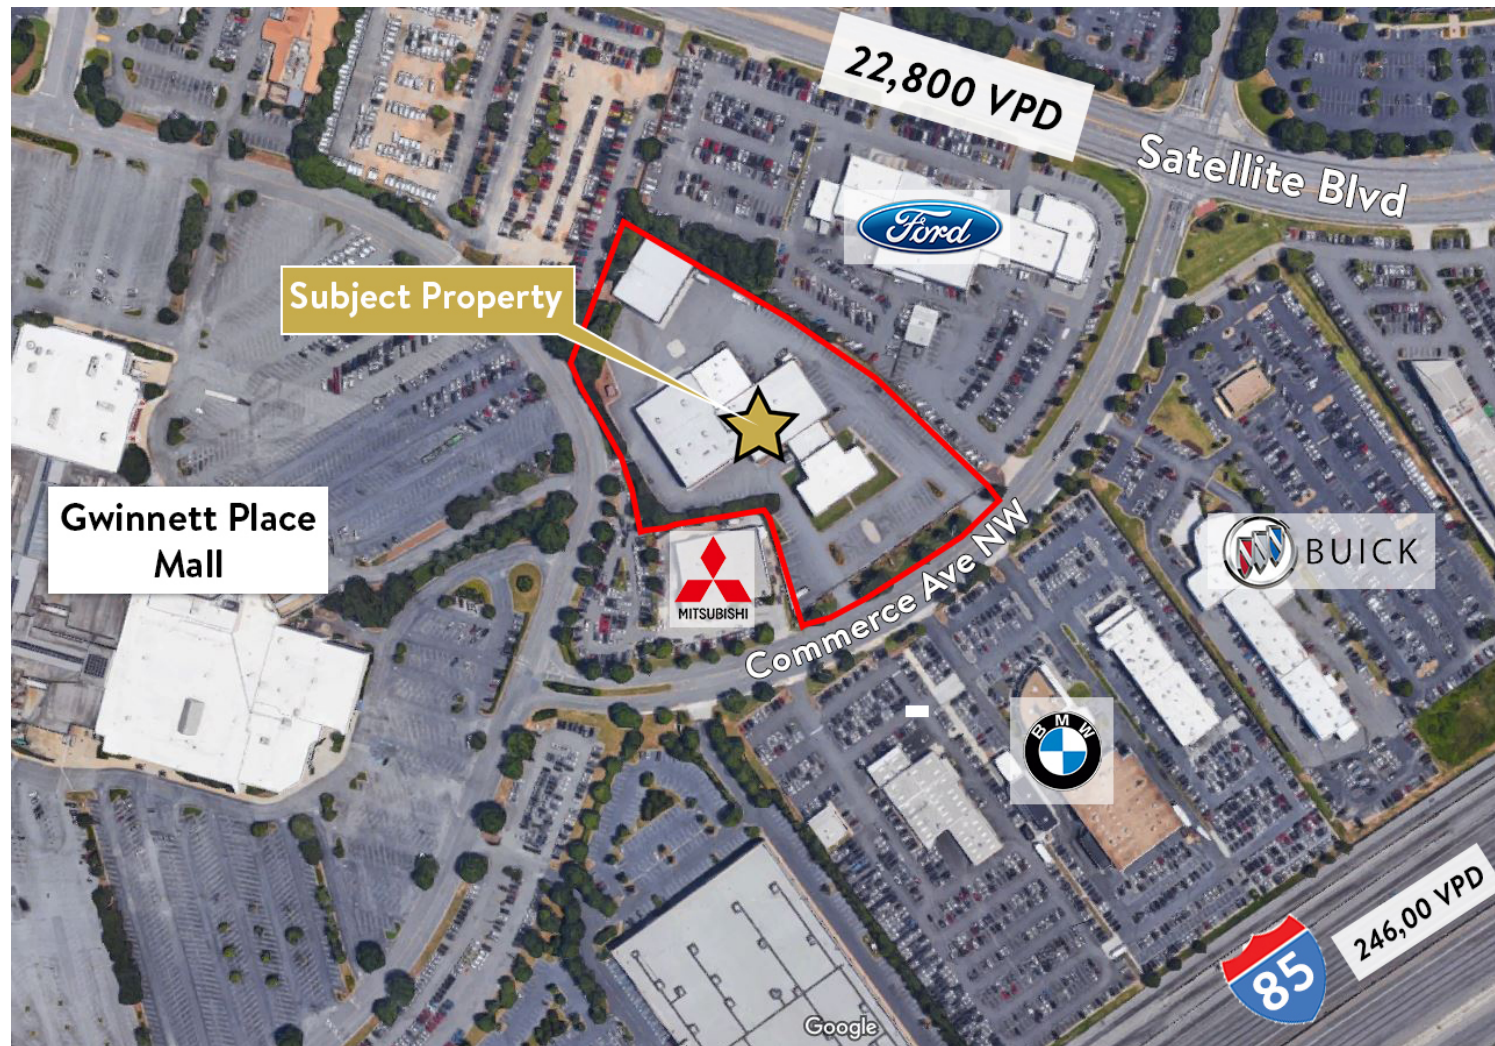 22,800 VPD
Satellite Blvd
Ford
Subject Property
Gwinnett Place
Mall
MITSUBISHI
BUICK
Commerce Ave NW
BMW
246,00 VPD
85
Google